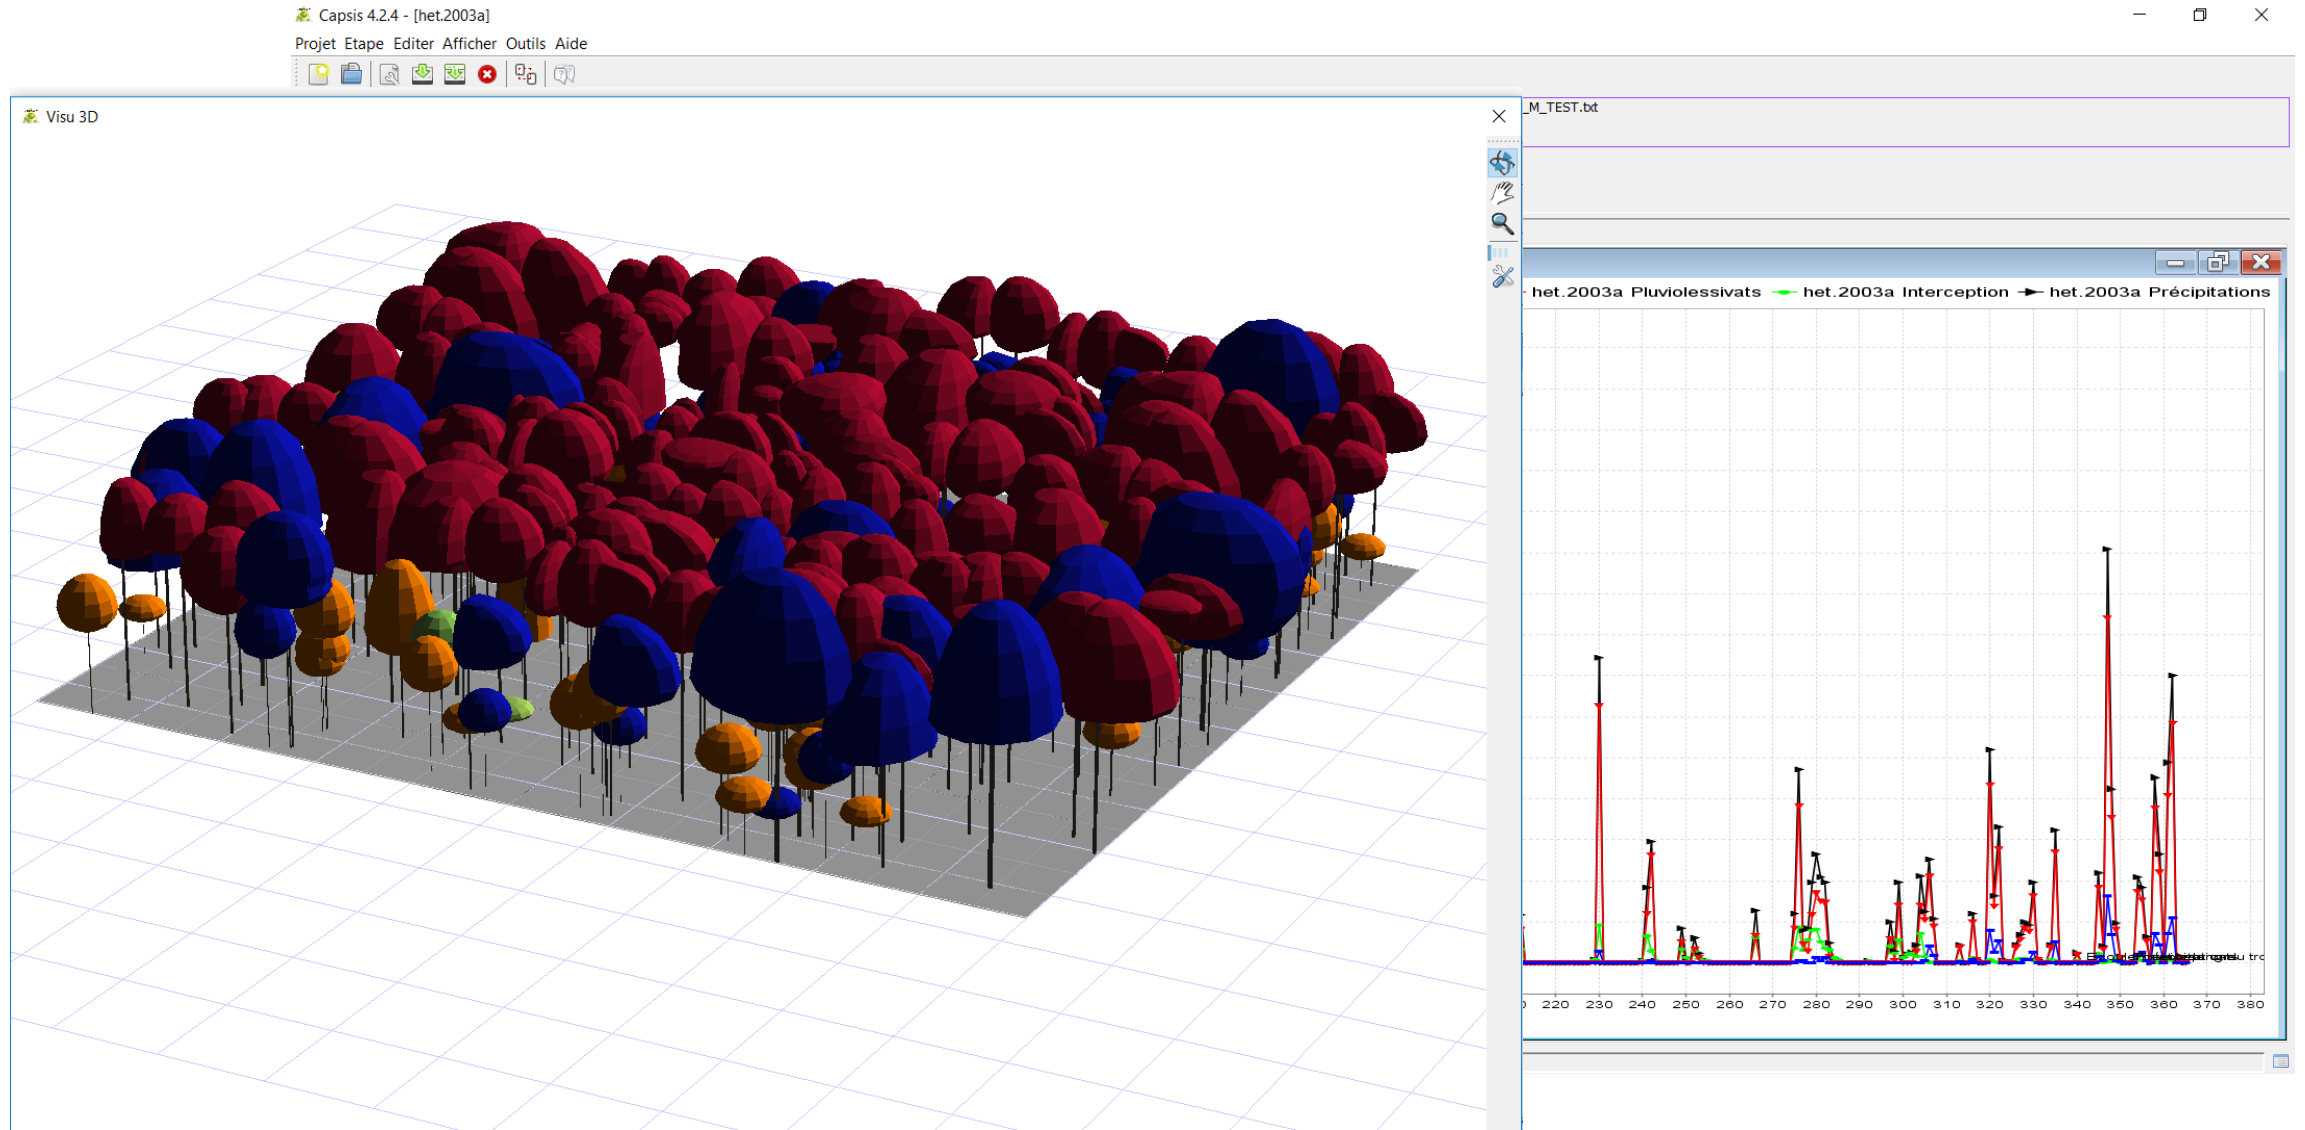 Capsis 4.2.4 - [het.2003a]
Projet Etape Editer Afficher Outils Aide
_M_TEST.txt
Visu 3D
het.2003a Pluviolessivats het.2003a Interception het.2003a Précipitations
220 230 240 250 260 270 280 290 300 310 320 330 340 350 360 370 380